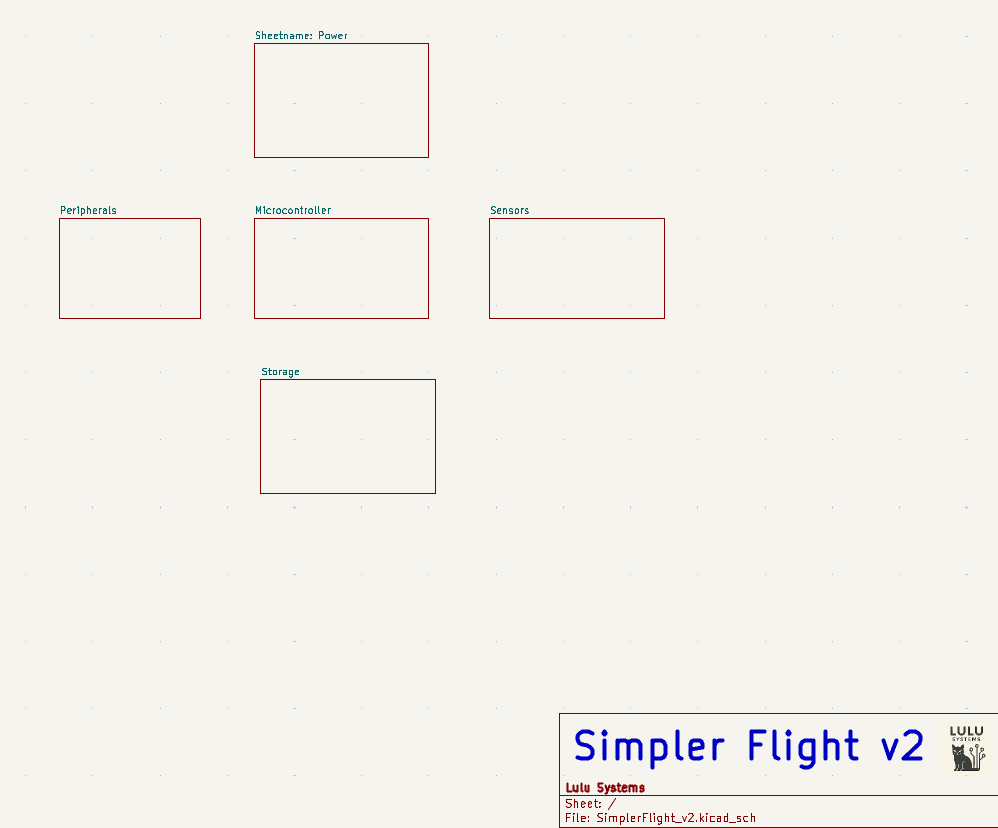 Sheetname: Power
Peripherals
Microcontroller
Sensors
Storage
Simpler Flight v2
LULU
SYSTEMS
Lulu Systems
Sheet: /
File: SimplerFlight_v2.kicad_sch